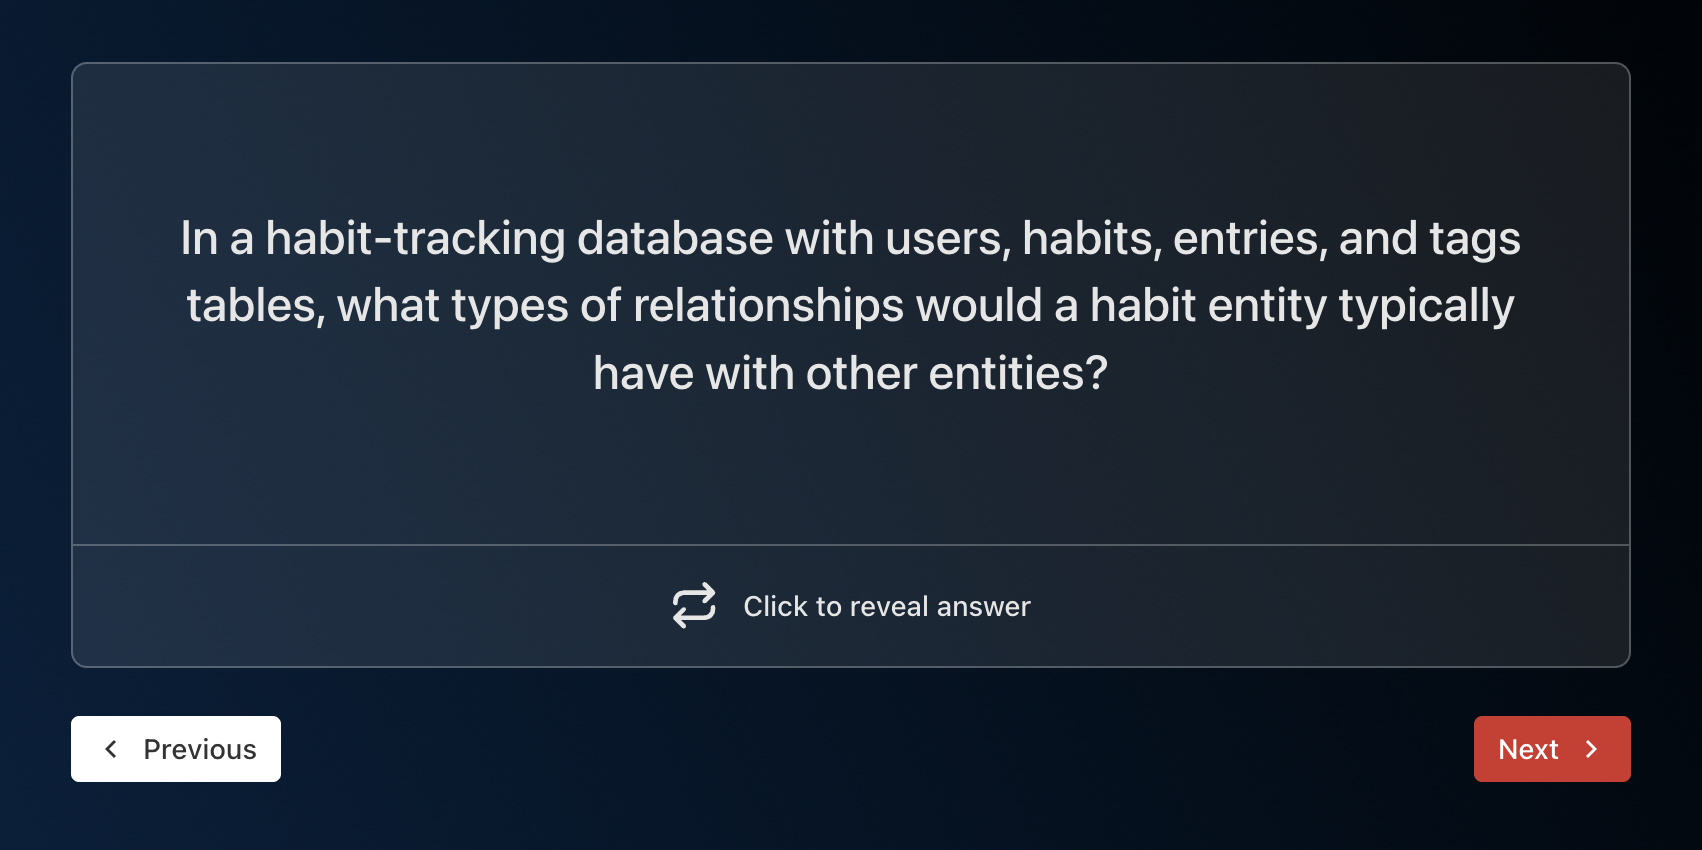 In a habit-tracking database with users, habits, entries, and tags
tables, what types of relationships would a habit entity typically
have with other entities?
Click to reveal answer
Previous
Next